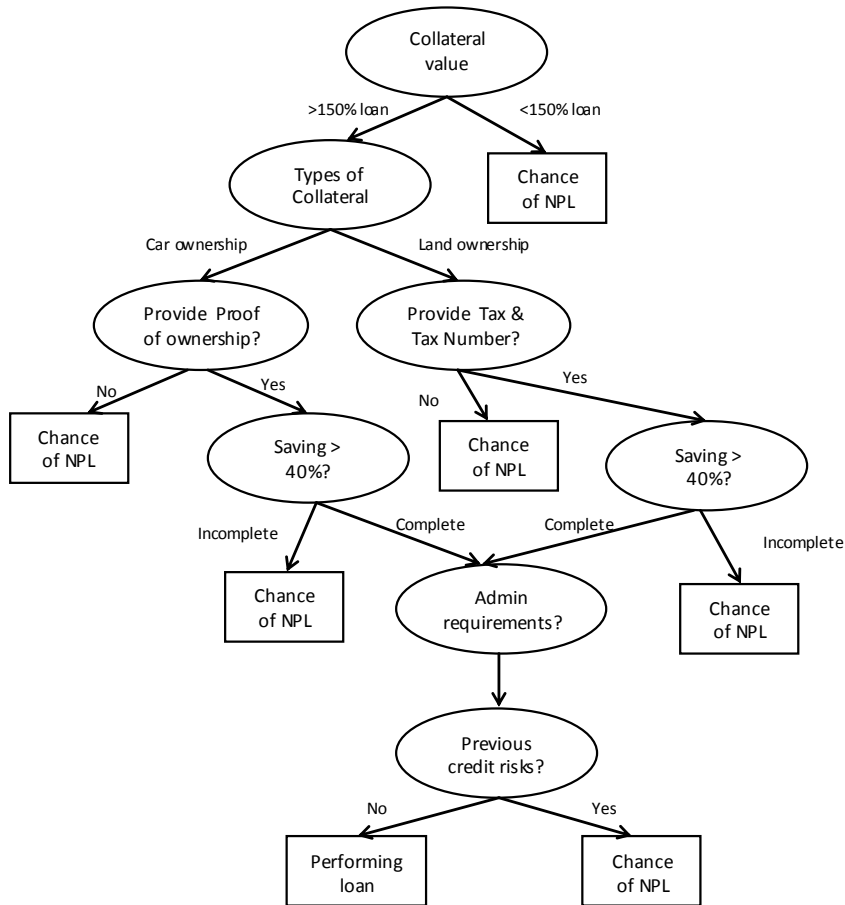 Collateral
value
>150% loan
<150% loan
Types of
Collateral
Chance
of NPL
Car ownership
Land ownership
Provide Proof
of ownership?
Provide Tax &
Tax Number?
No
Yes
No
Yes
Chance
of NPL
Saving >
40%?
Chance
of NPL
Saving >
40%?
Incomplete
Complete
Complete
Incomplete
Chance
of NPL
Admin
requirements?
Chance
of NPL
Previous
credit risks?
No
Yes
Performing
loan
Chance
of NPL